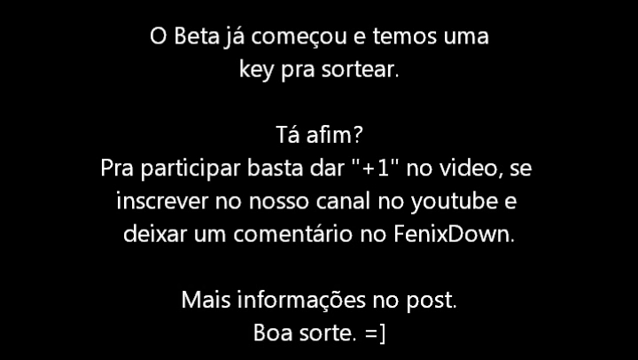 O Beta já começou e temos uma
key pra sortear.
Tá afim?
Pra participar basta dar "+1" no video, se
inscrever no nosso canal no youtube e
deixar um comentário no FenixDown.
Mais informações no post.
Boa sorte. =]